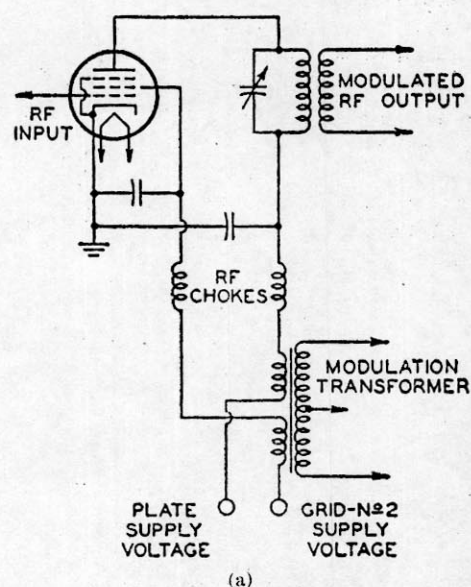 RF
INPUT
MODULATED
RF OUTPUT
RF
CHOKES
MODULATION
TRANSFORMER
PLATE
SUPPLY
VOLTAGE
GRID-Nº2
SUPPLY
VOLTAGE
(a)